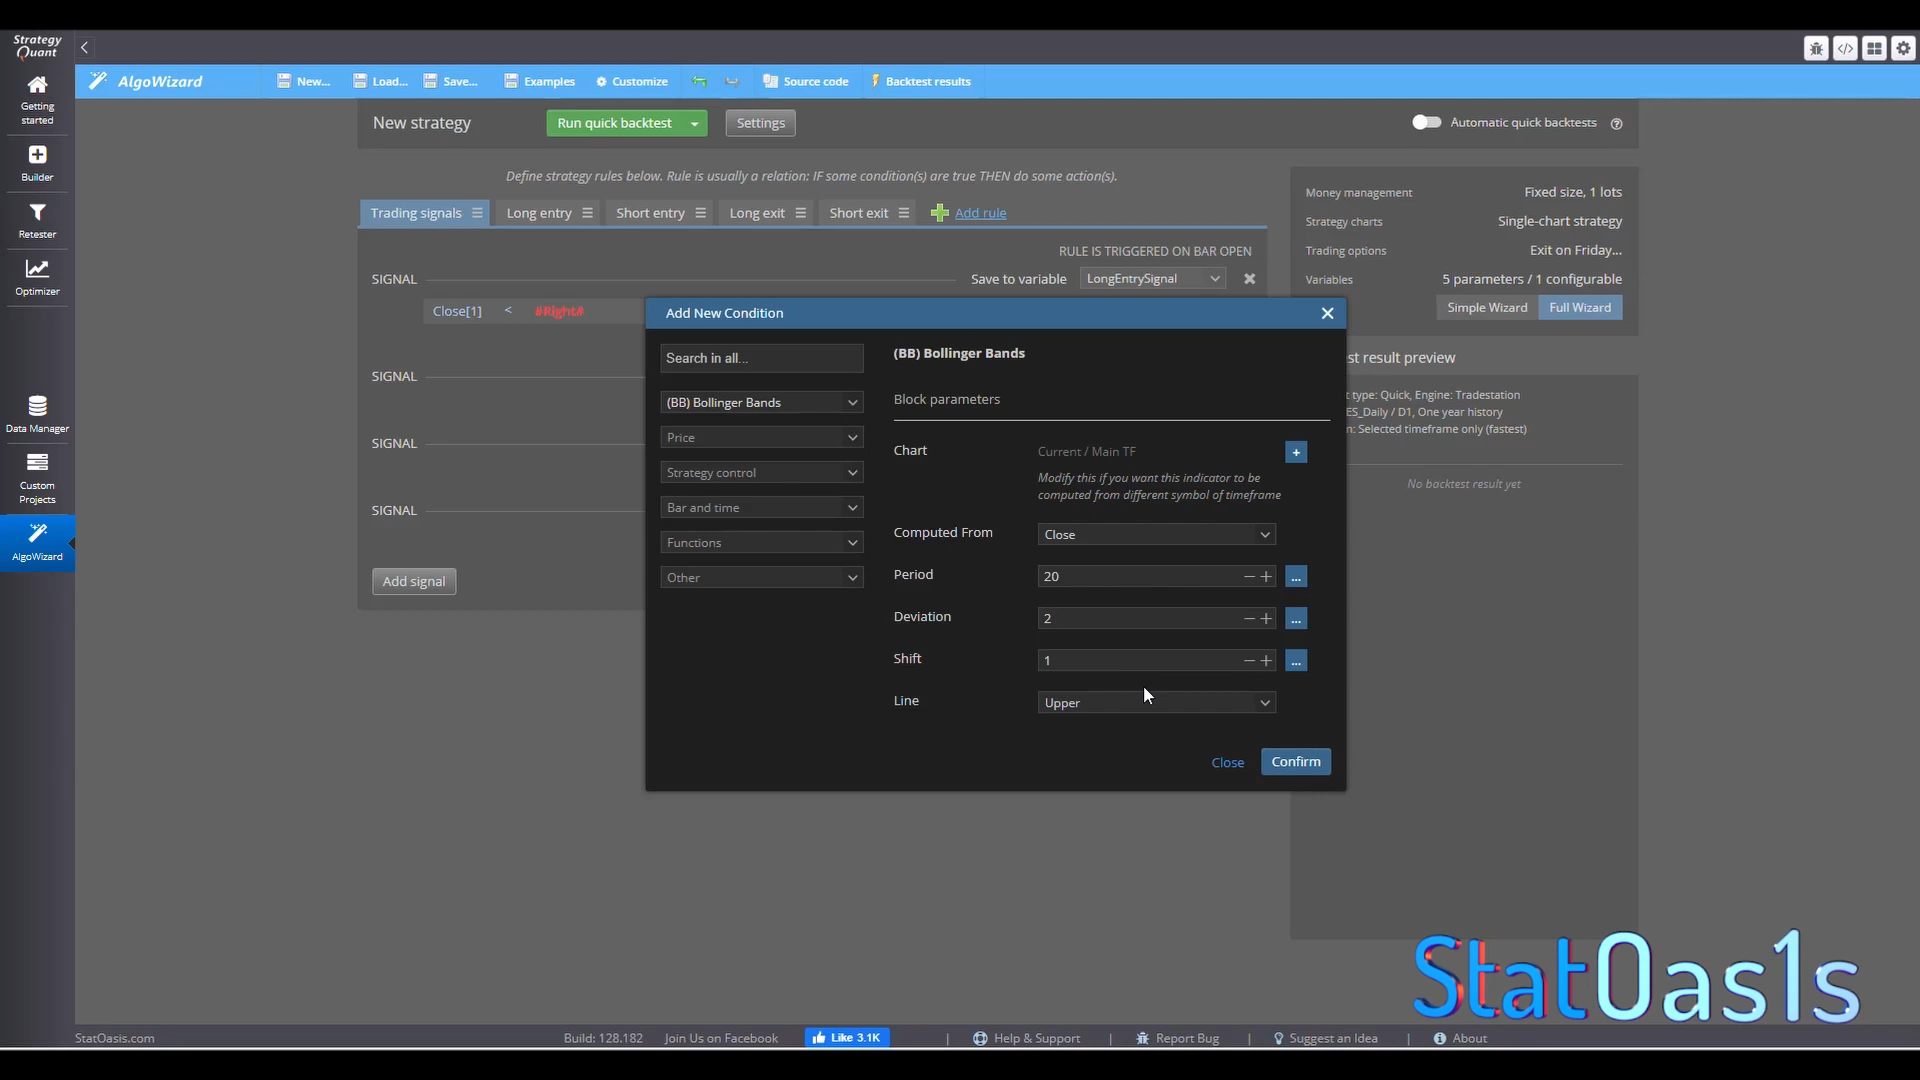 Strategy
Quant
AlgoWizard
New...
Load...
Save...
Examples
Customize
Source code
Backtest results
Getting
started
Builder
Retester
Optimizer
Data Manager
Custom
Projects
AlgoWizard
New strategy
Run quick backtest
Settings
Automatic quick backtests
Define strategy rules below. Rule is usually a relation: IF some condition(s) are true THEN do some action(s).
Trading signals
Long entry
Short entry
Long exit
Short exit
Add rule
RULE IS TRIGGERED ON BAR OPEN
SIGNAL
Save to variable
LongEntrySignal
Close[1] < #Right#
SIGNAL
SIGNAL
SIGNAL
Add signal
Money management
Fixed size, 1 lots
Strategy charts
Single-chart strategy
Trading options
Exit on Friday...
Variables
5 parameters / 1 configurable
Simple Wizard
Full Wizard
st result preview
t type: Quick, Engine: Tradestation
ES_Daily / D1, One year history
n: Selected timeframe only (fastest)
No backtest result yet
Add New Condition
Search in all...
(BB) Bollinger Bands
Price
Strategy control
Bar and time
Functions
Other
(BB) Bollinger Bands
Block parameters
Chart
Current / Main TF
+
Modify this if you want this indicator to be
computed from different symbol of timeframe
Computed From
Close
Period
20
...
Deviation
2
...
Shift
1
...
Line
Upper
Close
Confirm
StatOas1s
StatOasis.com
Build: 128.182
Join Us on Facebook
Like 3.1K
|
Help & Support
|
Report Bug
|
Suggest an Idea
|
About